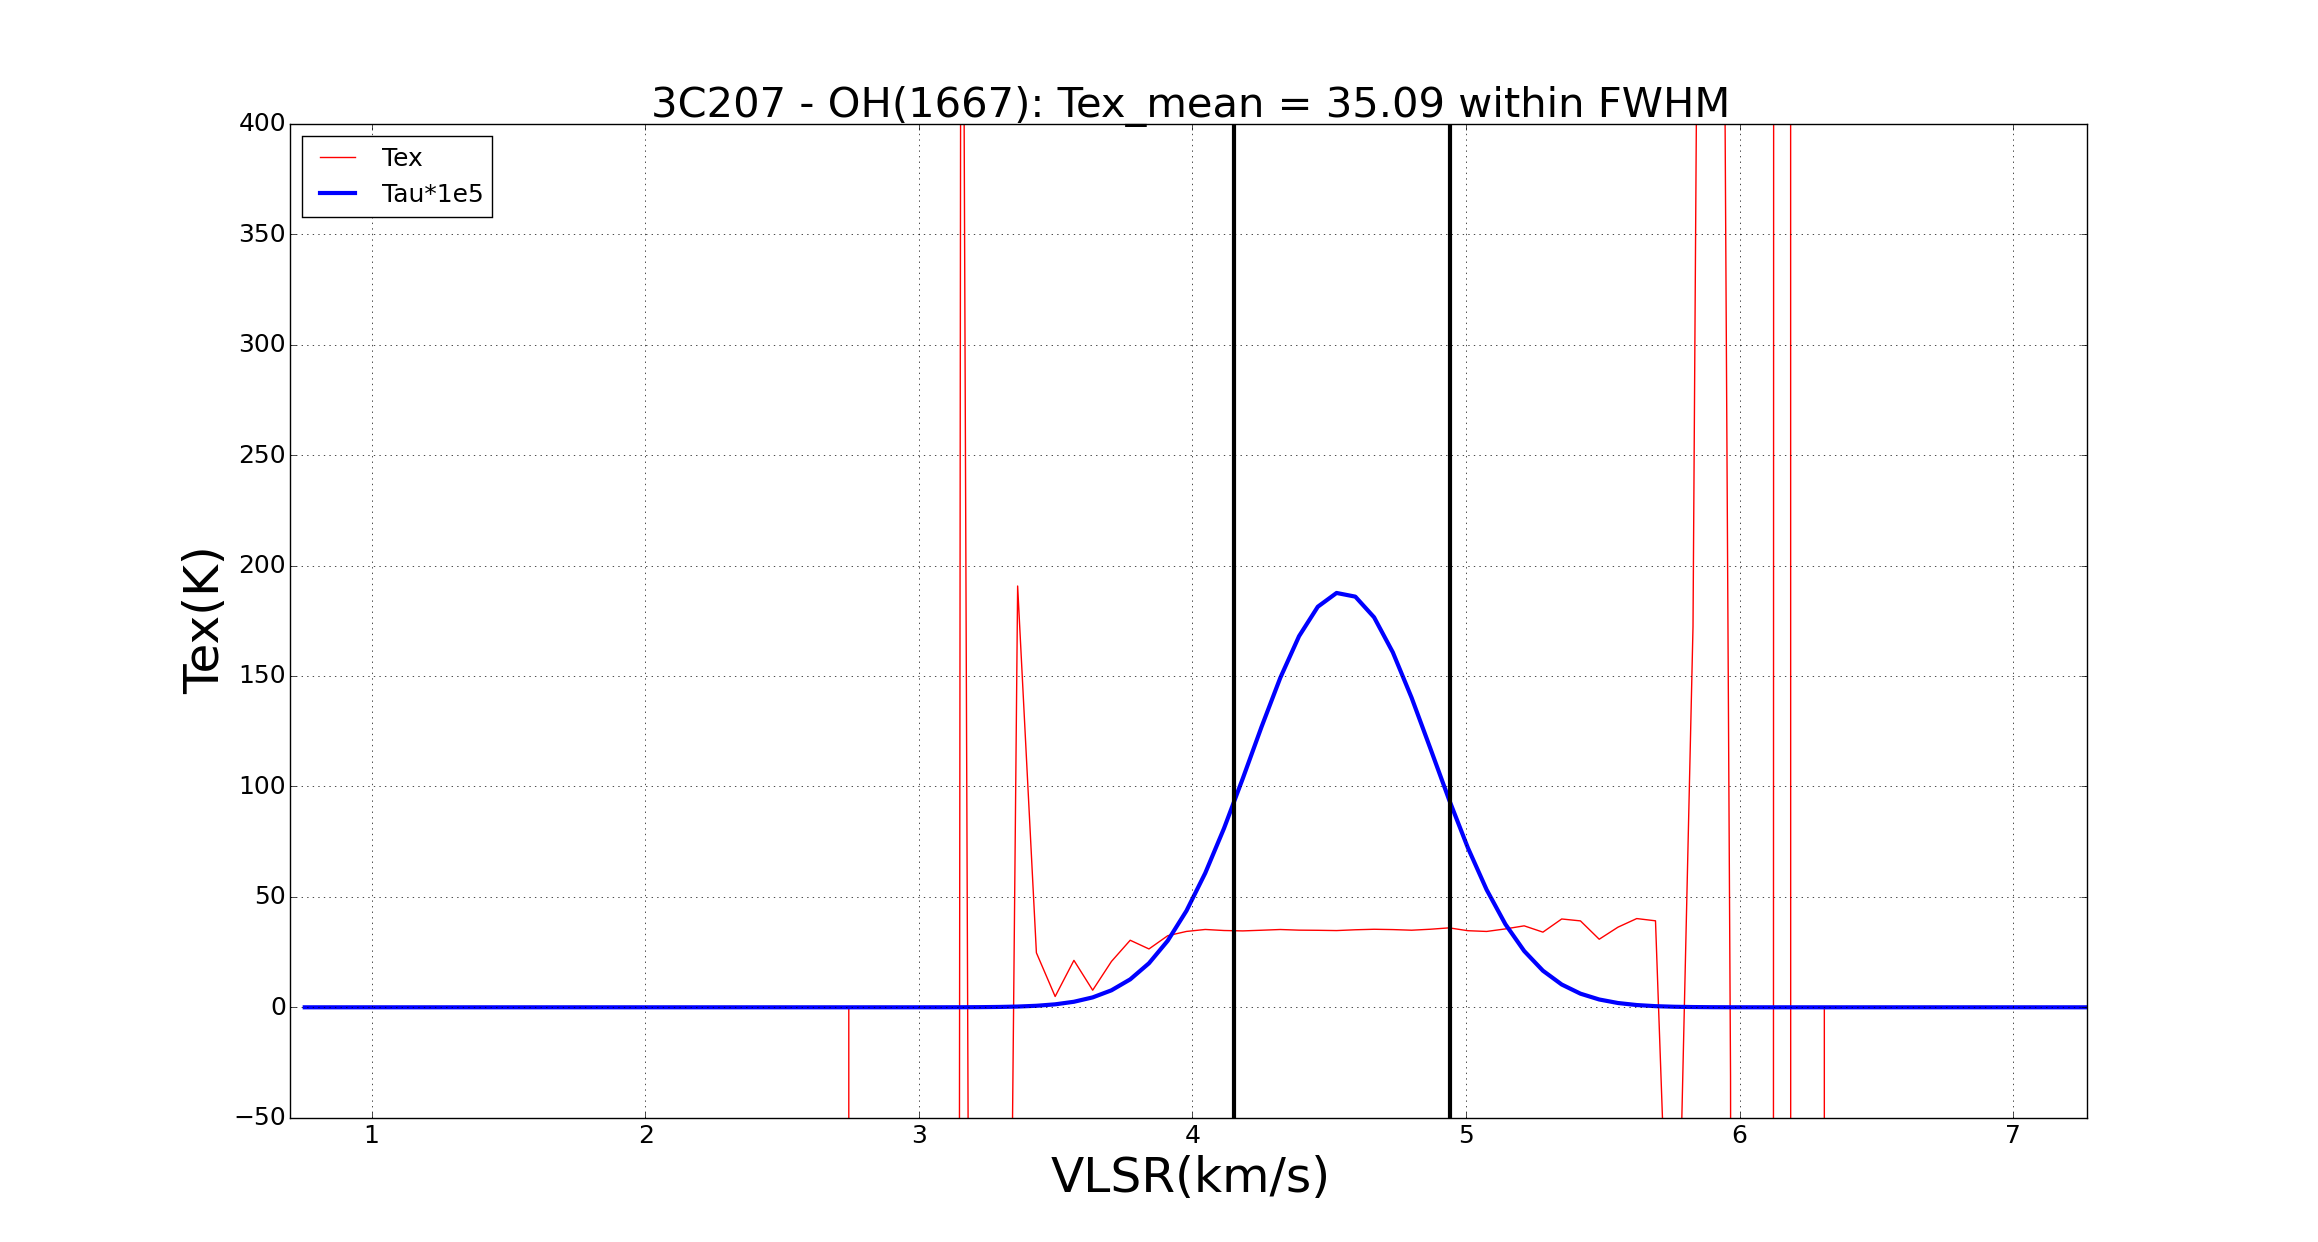 3C207 - OH(1667): Tex_mean = 35.09 within FWHM
Tex
Tau*1e5
400
350
300
250
200
150
100
50
0
−50
Tex(K)
1 2 3 4 5 6 7
VLSR(km/s)